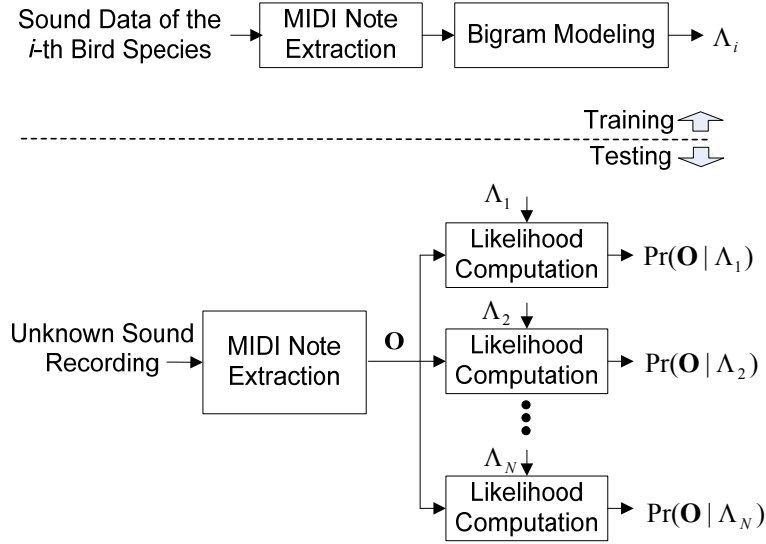 Sound Data of the
i-th Bird Species
MIDI Note
Extraction
Bigram Modeling
Λi
Training
Testing
Λ1
Likelihood
Computation
Pr(O | Λ1)
Unknown Sound
Recording
MIDI Note
Extraction
O
Λ2
Likelihood
Computation
Pr(O | Λ2)
ΛN
Likelihood
Computation
Pr(O | ΛN)